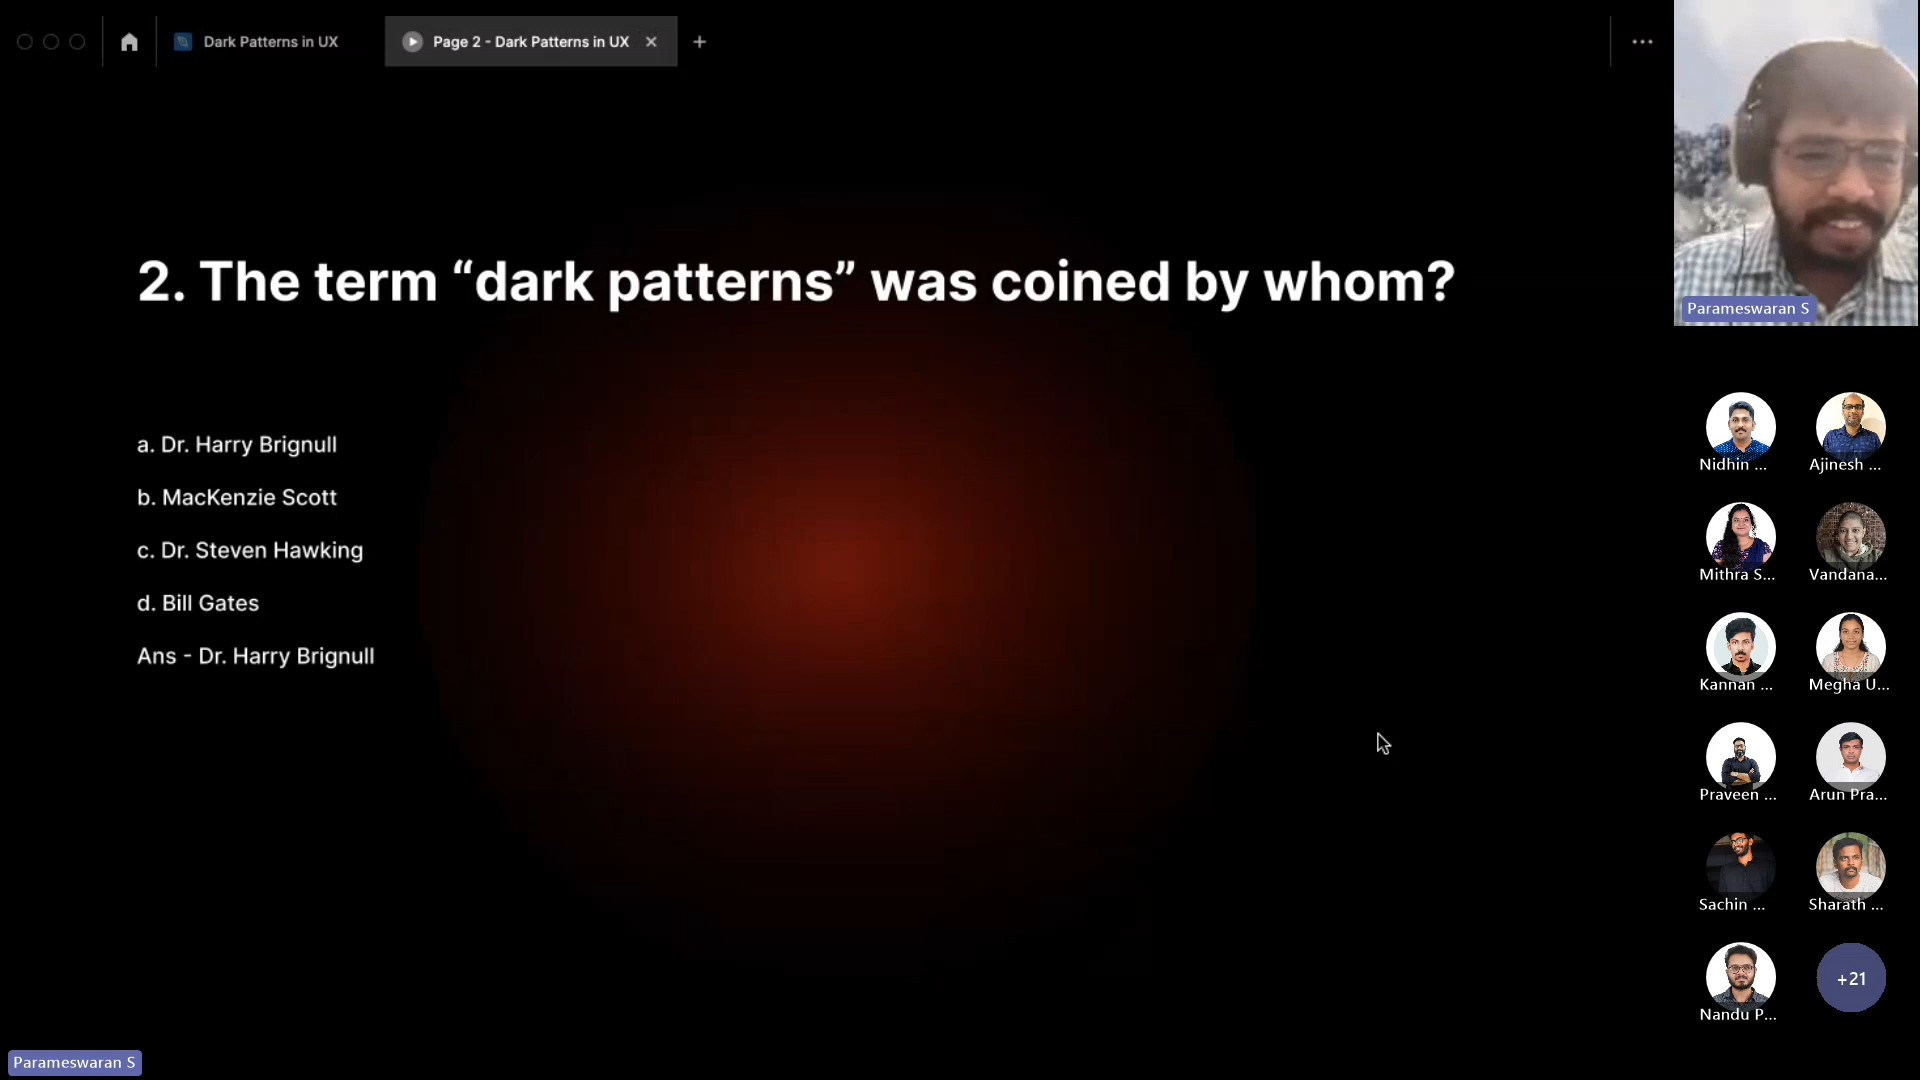 Dark Patterns in UX
Page 2 - Dark Patterns in UX
2. The term “dark patterns” was coined by whom?
a. Dr. Harry Brignull
b. MacKenzie Scott
c. Dr. Steven Hawking
d. Bill Gates
Ans - Dr. Harry Brignull
Parameswaran S
Nidhin ...
Ajinesh ...
Mithra S...
Vandana...
Kannan ...
Megha U...
Praveen ...
Arun Pra...
Sachin ...
Sharath ...
Nandu P...
+21
Parameswaran S